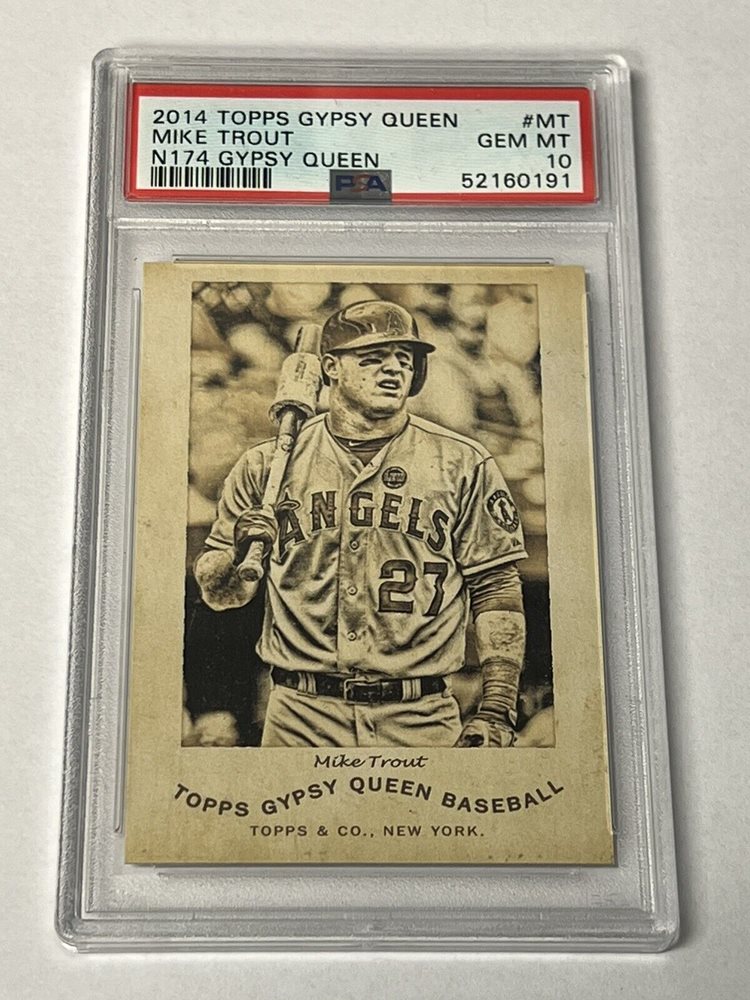 2014 TOPPS GYPSY QUEEN #MT
MIKE TROUT GEM MT
N174 GYPSY QUEEN 10
PSA 52160191
ANGELS
27
Mike Trout
TOPPS GYPSY QUEEN BASEBALL
TOPPS & CO., NEW YORK.